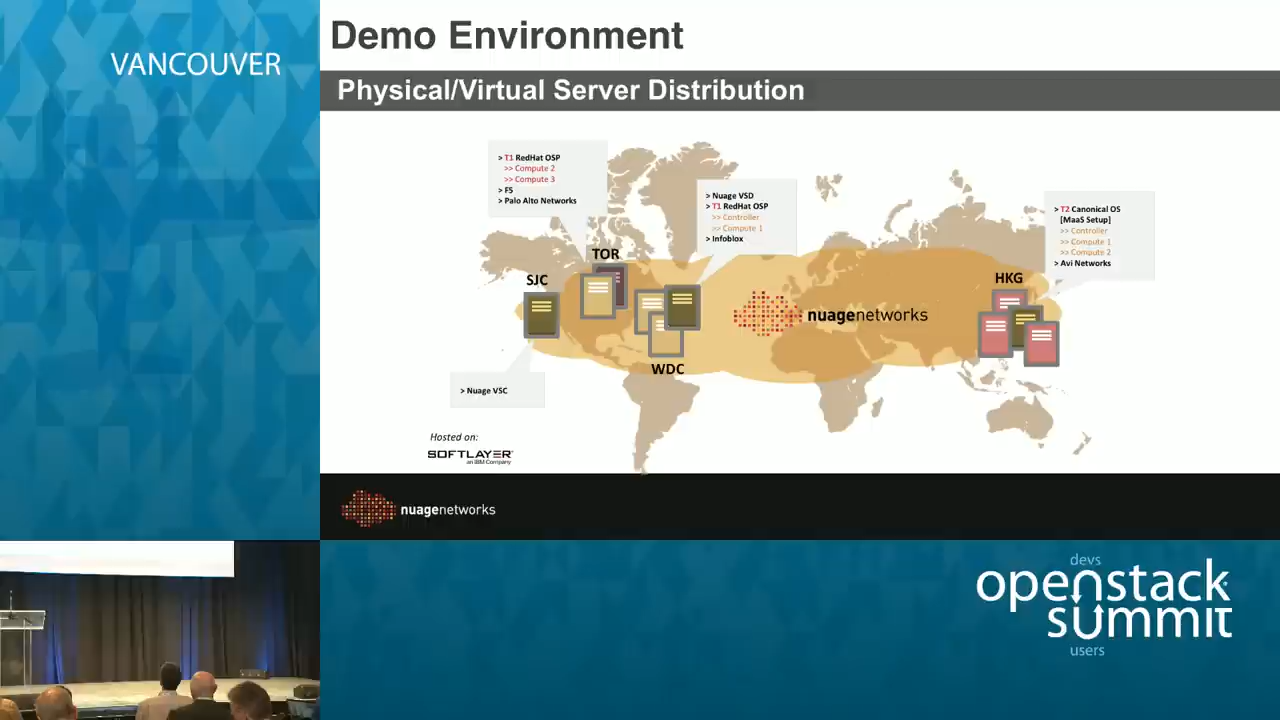 VANCOUVER
Demo Environment
Physical/Virtual Server Distribution
> T1 RedHat OSP
>> Compute 2
>> Compute 3
> F5
> Palo Alto Networks
> Nuage VSD
> T1 RedHat OSP
>> Controller
>> Compute 1
> Infoblox
> T2 Canonical OS
[MaaS Setup]
>> Controller
>> Compute 1
>> Compute 2
> Avi Networks
TOR
SJC
HKG
nuagenetworks
WDC
> Nuage VSC
Hosted on:
SOFTLAYER
an IBM Company
nuagenetworks
devs
openstack
summit
users